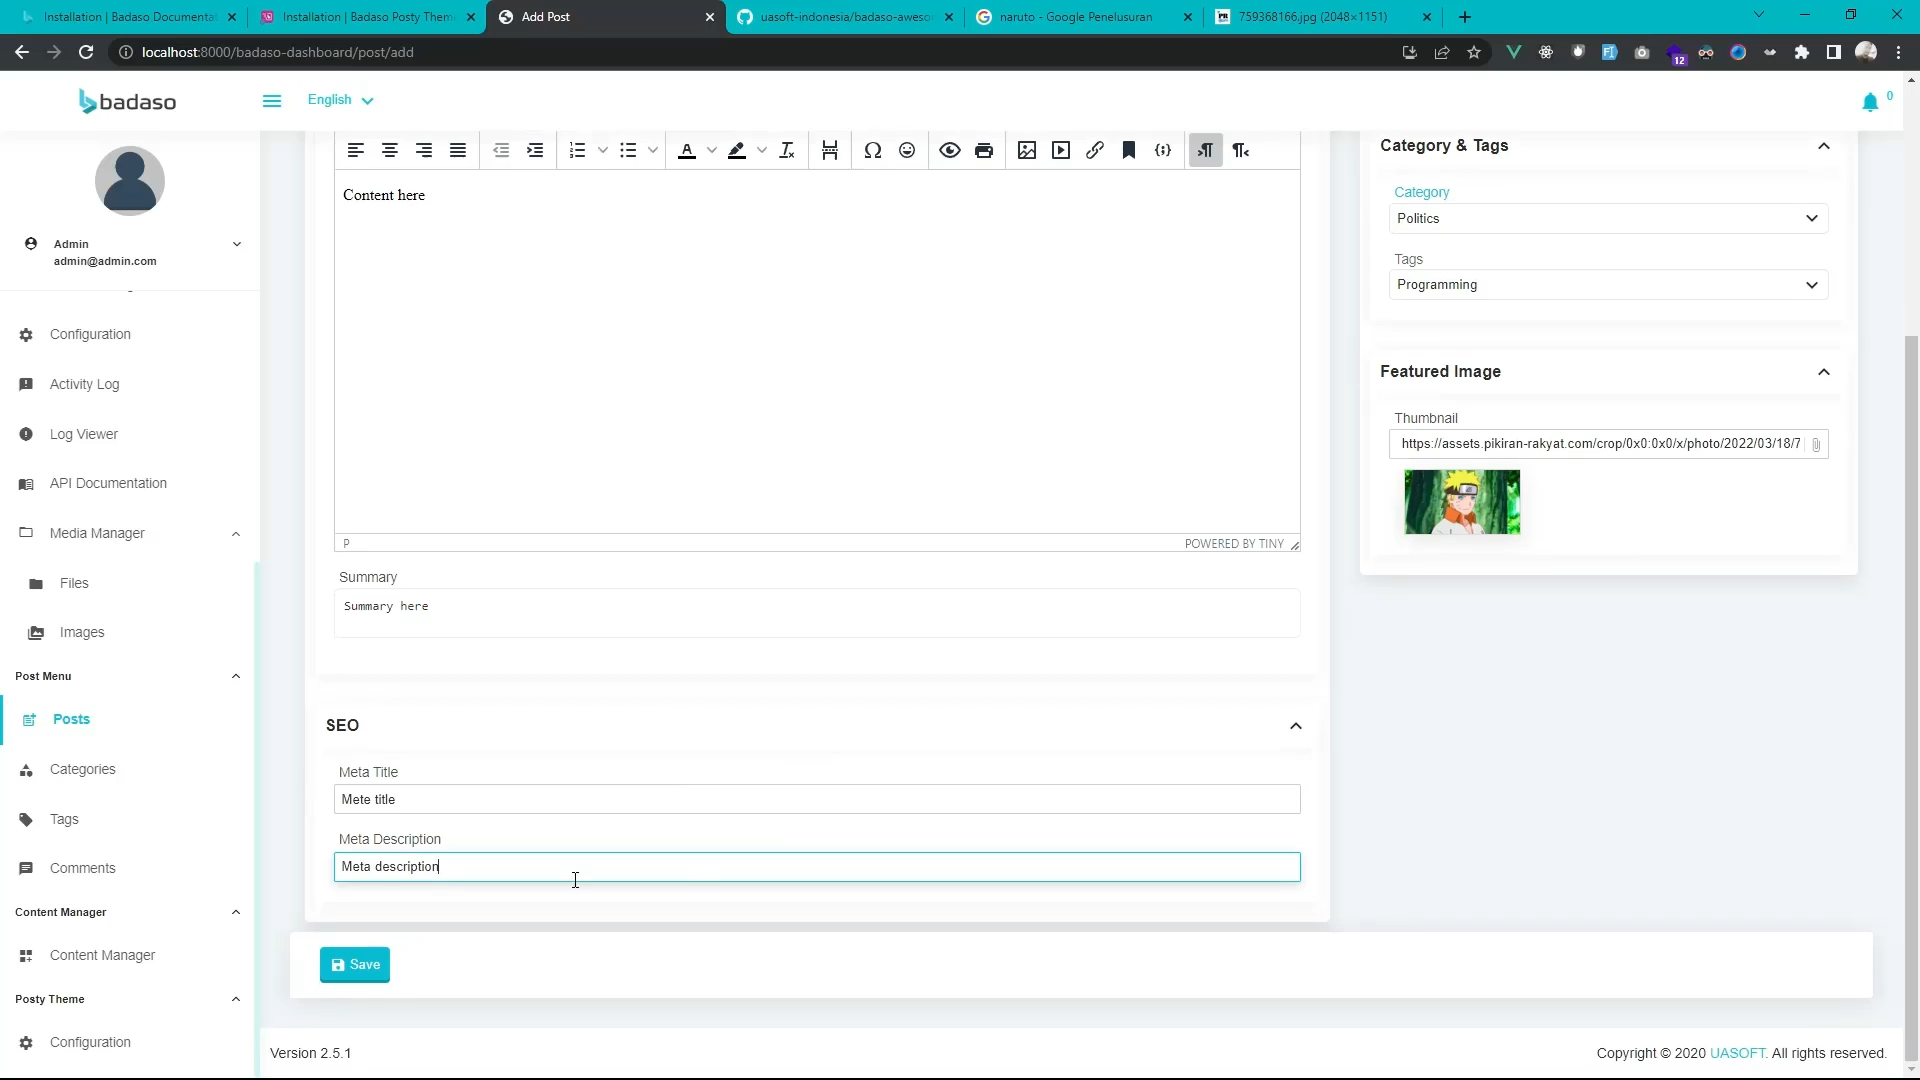 Installation | Badaso Documentat
Installation | Badaso Posty Theme
Add Post
uasoft-indonesia/badaso-aweso
naruto - Google Penelusuran
759368166.jpg (2048×1151)
localhost:8000/badaso-dashboard/post/add
12
badaso
English
0
Admin
admin@admin.com
Configuration
Activity Log
Log Viewer
API Documentation
Media Manager
Files
Images
Post Menu
Posts
Categories
Tags
Comments
Content Manager
Content Manager
Posty Theme
Configuration
Content here
P
POWERED BY TINY
Summary
Summary here
SEO
Meta Title
Mete title
Meta Description
Meta description
Save
Category & Tags
Category
Politics
Tags
Programming
Featured Image
Thumbnail
https://assets.pikiran-rakyat.com/crop/0x0:0x0/x/photo/2022/03/18/7
Version 2.5.1
Copyright © 2020 UASOFT. All rights reserved.